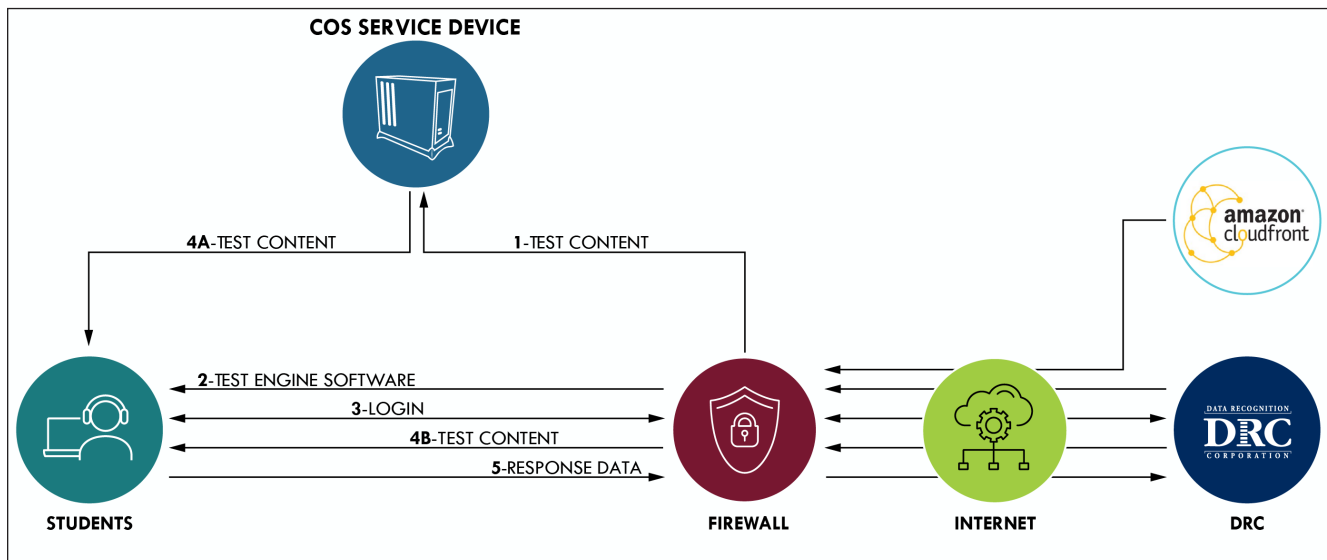 COS SERVICE DEVICE
amazon
cloudfront
4A-TEST CONTENT
1-TEST CONTENT
2-TEST ENGINE SOFTWARE
3-LOGIN
4B-TEST CONTENT
5-RESPONSE DATA
DATA RECOGNITION
DRC
CORPORATION
STUDENTS
FIREWALL
INTERNET
DRC